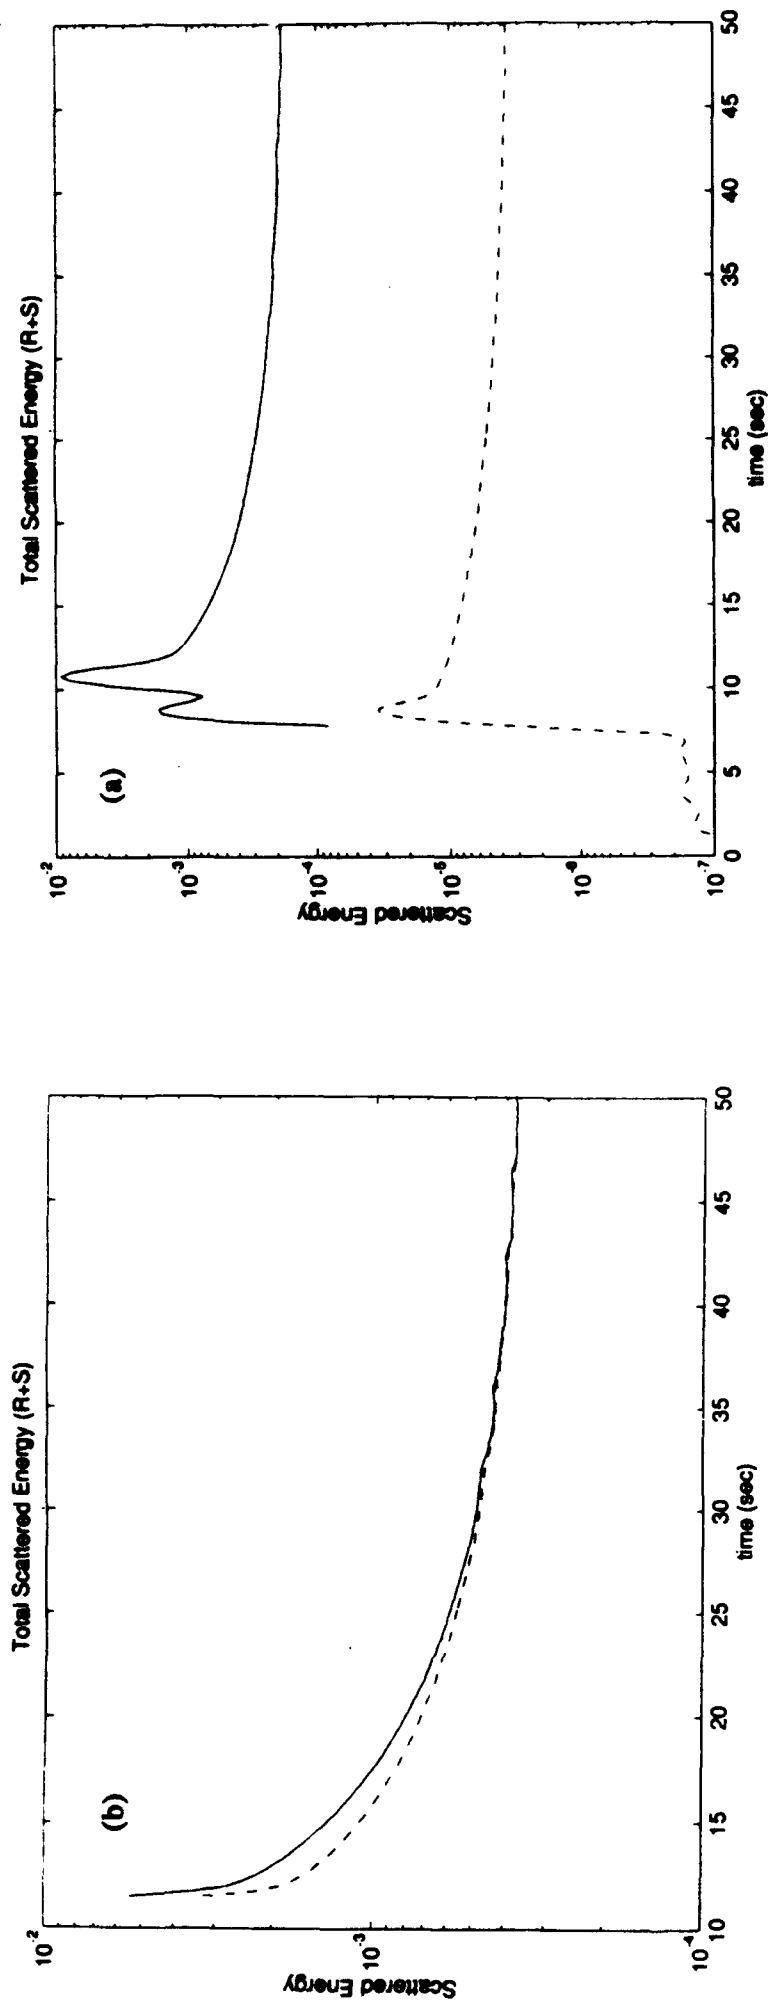 Total Scattered Energy (R+S)
(a)
10-2
10-3
10-4
10-5
10-6
10-7
Scattered Energy
0 5 10 15 20 25 30 35 40 45 50
time (sec)
Total Scattered Energy (R+S)
(b)
10-2
10-3
10-4
Scattered Energy
10 15 20 25 30 35 40 45 50
time (sec)